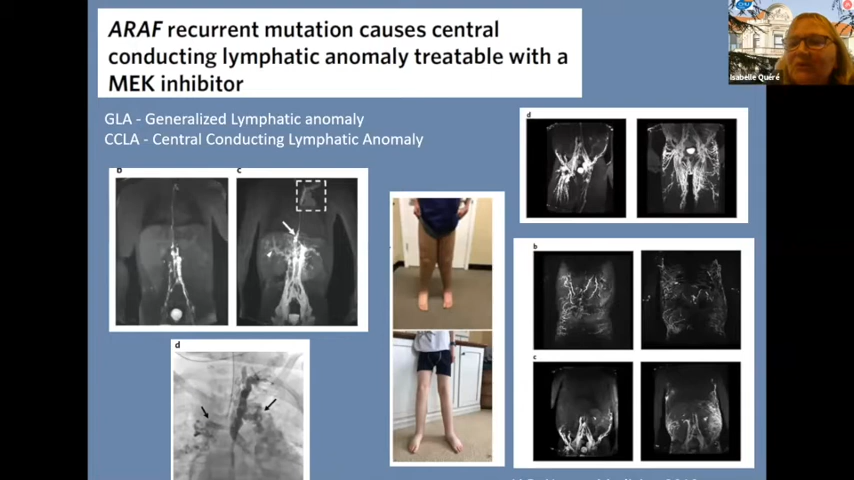 ARAF recurrent mutation causes central
conducting lymphatic anomaly treatable with a
MEK inhibitor
Isabelle Quéré
GLA - Generalized Lymphatic anomaly
CCLA - Central Conducting Lymphatic Anomaly
d
b
c
b
c
d